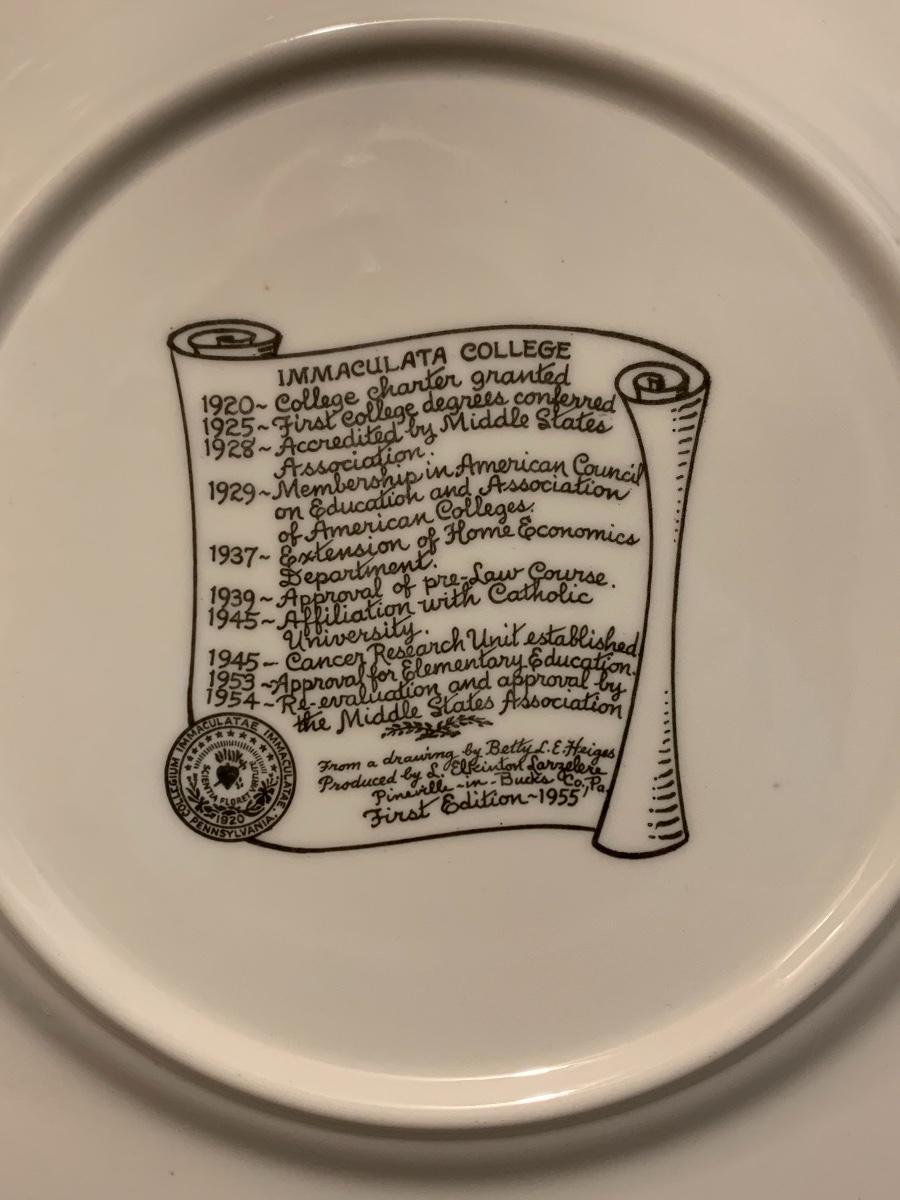 IMMACULATA COLLEGE
1920~ College charter granted
1925~ First College degrees conferred
1928~ Accredited by Middle States
Association.
1929~ Membership in American Council
on Education and Association
of American Colleges.
1937~ Extension of Home Economics
Department.
1939~ Approval of pre-Law Course.
1945~ Affiliation with Catholic
University.
1945~ Cancer Research Unit established.
1953~ Approval for Elementary Education.
1954~ Re-evaluation and approval by
the Middle States Association
From a drawing by Betty L. E. Heiges
Produced by L. Elkinton Larzelere
Pineville-in-Bucks Co., Pa.
First Edition~1955
COLLEGIUM IMMACULATAE IMMACULATAE.
PENNSYLVANIA.
SCIENTIA FLORET VIRTUS
1920